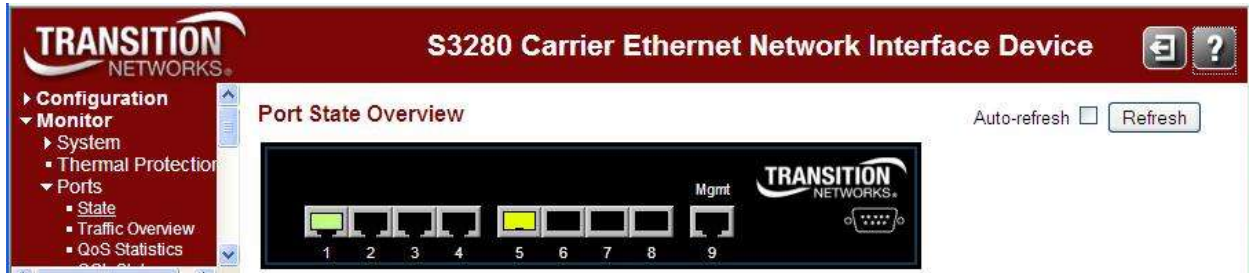 TRANSITION
NETWORKS®
S3280 Carrier Ethernet Network Interface Device
?
Configuration
Monitor
System
Thermal Protection
Ports
State
Traffic Overview
QoS Statistics
Port State Overview
Auto-refresh
Refresh
TRANSITION
NETWORKS®
Mgmt
1 2 3 4 5 6 7 8 9